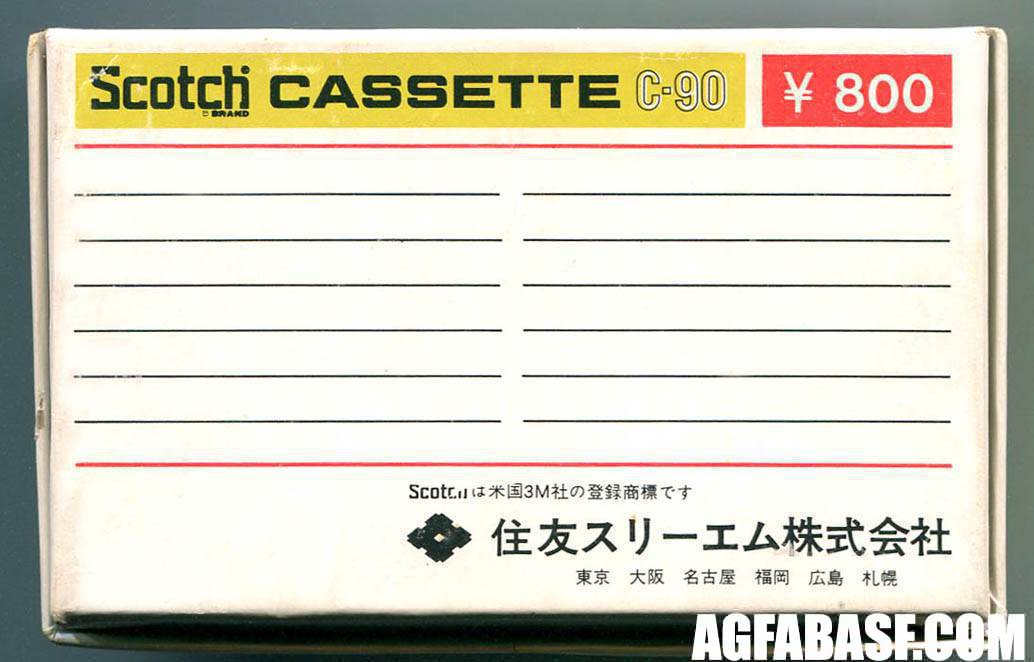 Scotch CASSETTE C-90 ¥ 800
BRAND
Scotchは米国3M社の登録商標です
住友スリーエム株式会社
東京 大阪 名古屋 福岡 広島 札幌
AGFABASF.COM